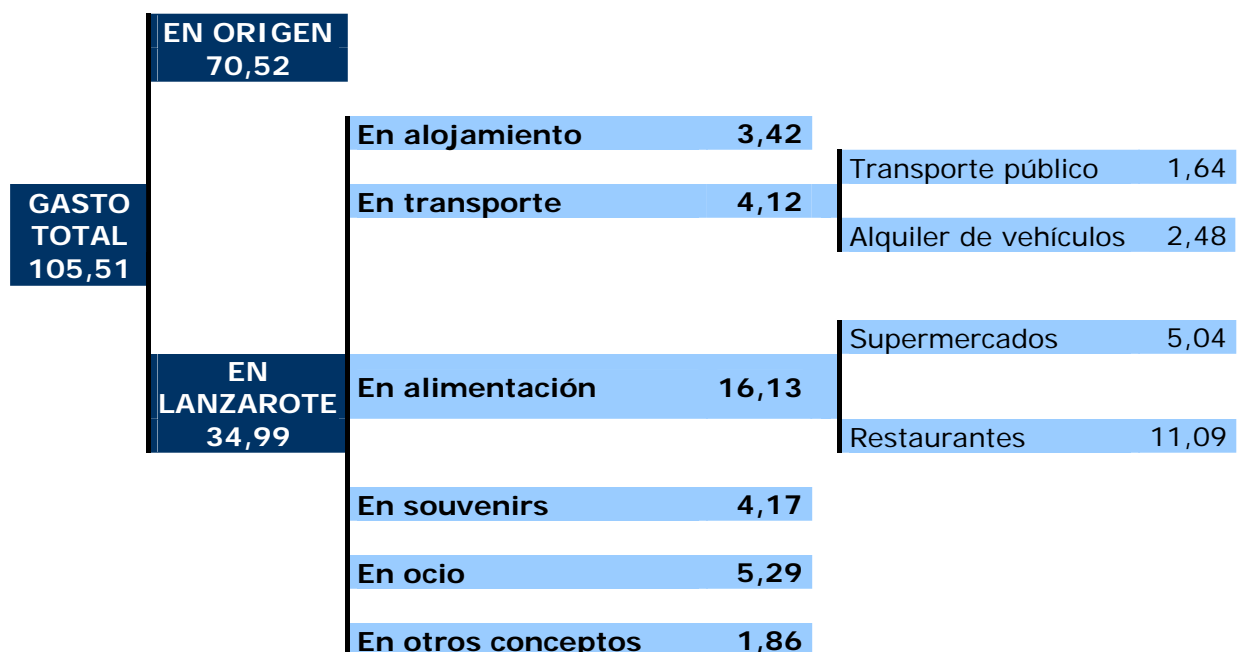 EN ORIGEN
70,52
En alojamiento 3,42
Transporte público 1,64
GASTO
TOTAL
105,51
En transporte 4,12
Alquiler de vehículos 2,48
Supermercados 5,04
EN
LANZAROTE
34,99
En alimentación 16,13
Restaurantes 11,09
En souvenirs 4,17
En ocio 5,29
En otros conceptos 1,86